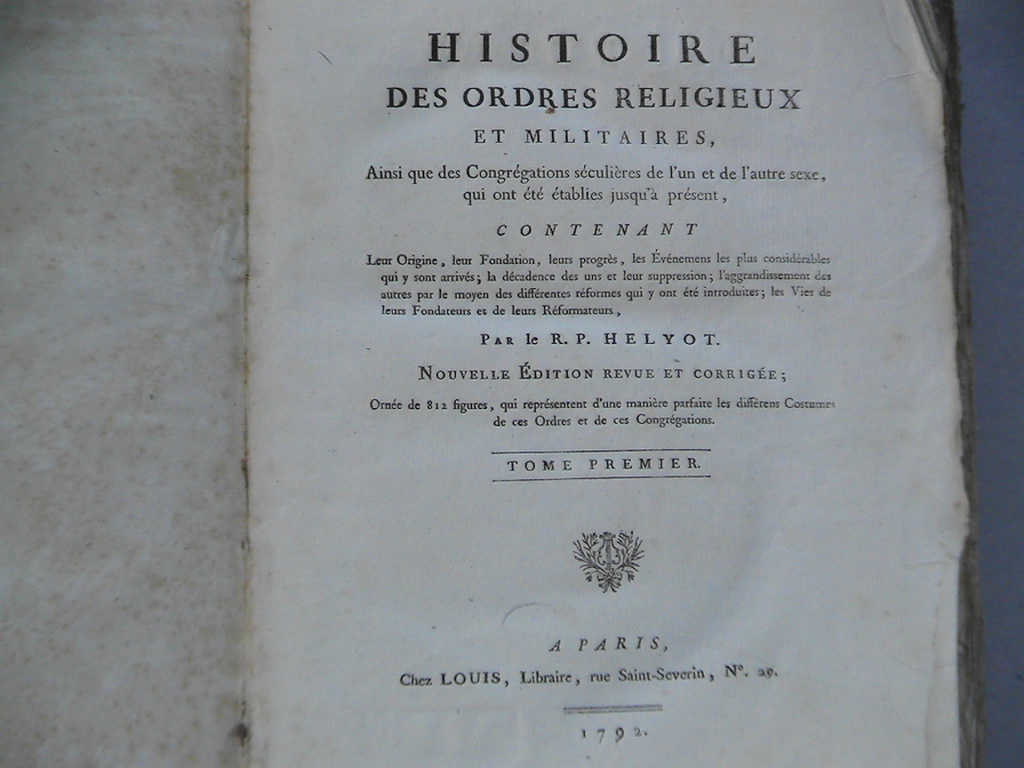 HISTOIRE
DES ORDRES RELIGIEUX
ET MILITAIRES,
Ainsi que des Congrégations séculières de l'un et de l'autre sexe,
qui ont été établies jusqu'à présent,
CONTENANT
Leur Origine, leur Fondation, leurs progrès, les Événemens les plus considérables
qui y sont arrivés; la décadence des uns et leur suppression; l'aggrandissement des
autres par le moyen des différentes réformes qui y ont été introduites; les Vies de
leurs Fondateurs et de leurs Réformateurs,
PAR le R. P. HELYOT.
NOUVELLE ÉDITION REVUE ET CORRIGÉE;
Ornée de 812 figures, qui représentent d'une manière parfaite les différens Costumes
de ces Ordres et de ces Congrégations.
TOME PREMIER.
A PARIS,
Chez LOUIS, Libraire, rue Saint-Severin, Nº. 29.
1792.